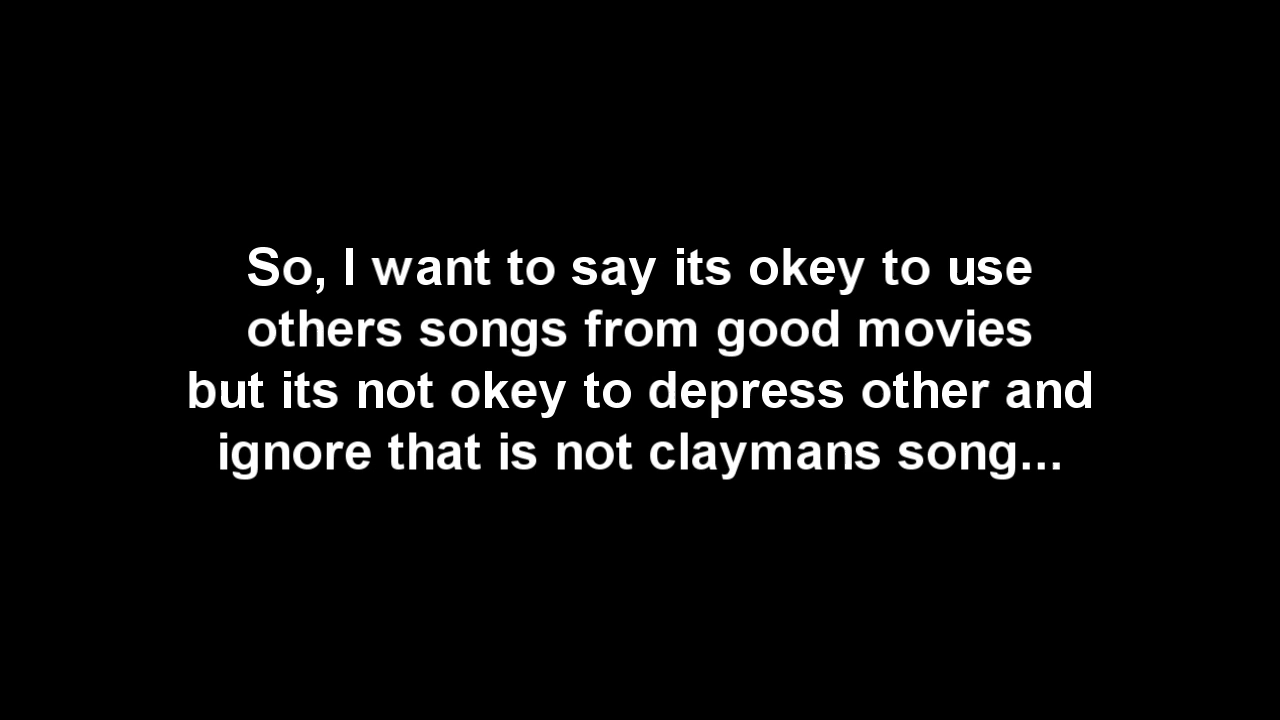 So, I want to say its okey to use
others songs from good movies
but its not okey to depress other and
ignore that is not claymans song...